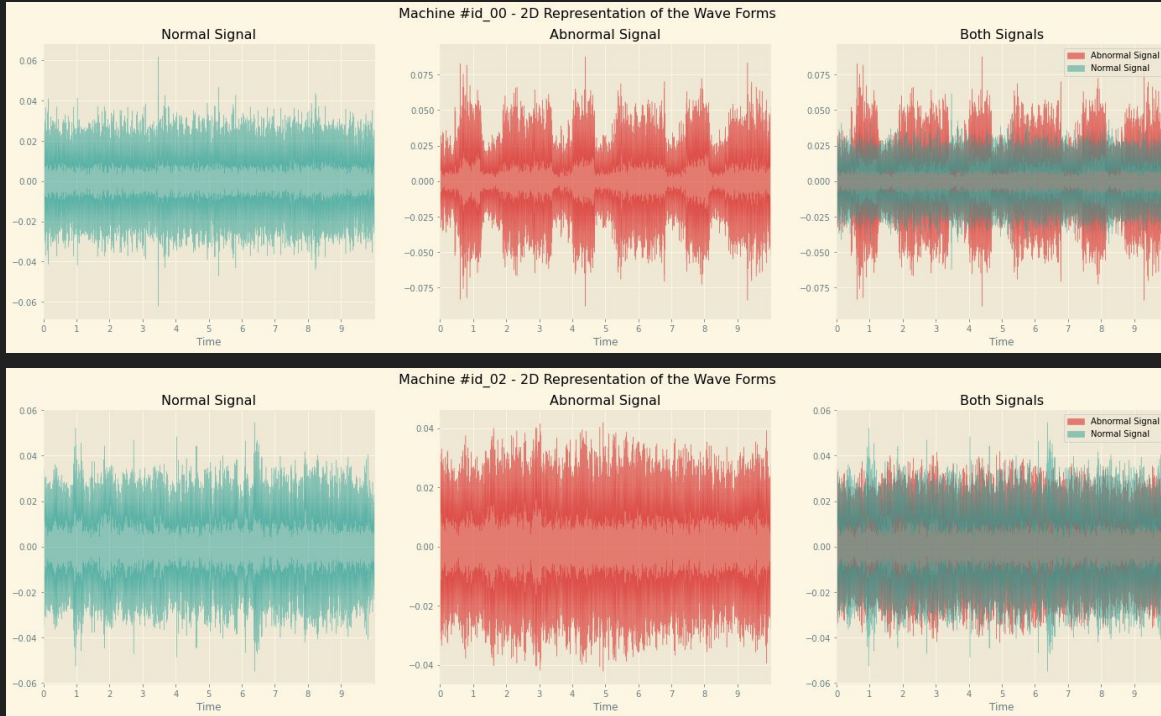 Machine #id_00 - 2D Representation of the Wave Forms
Normal Signal
0.06
0.04
0.02
0.00
−0.02
−0.04
−0.06
0 1 2 3 4 5 6 7 8 9
Time
Abnormal Signal
0.075
0.050
0.025
0.000
−0.025
−0.050
−0.075
0 1 2 3 4 5 6 7 8 9
Time
Both Signals
Abnormal Signal
Normal Signal
0.075
0.050
0.025
0.000
−0.025
−0.050
−0.075
0 1 2 3 4 5 6 7 8 9
Time
Machine #id_02 - 2D Representation of the Wave Forms
Normal Signal
0.06
0.04
0.02
0.00
−0.02
−0.04
−0.06
0 1 2 3 4 5 6 7 8 9
Time
Abnormal Signal
0.04
0.02
0.00
−0.02
−0.04
0 1 2 3 4 5 6 7 8 9
Time
Both Signals
Abnormal Signal
Normal Signal
0.06
0.04
0.02
0.00
−0.02
−0.04
−0.06
0 1 2 3 4 5 6 7 8 9
Time